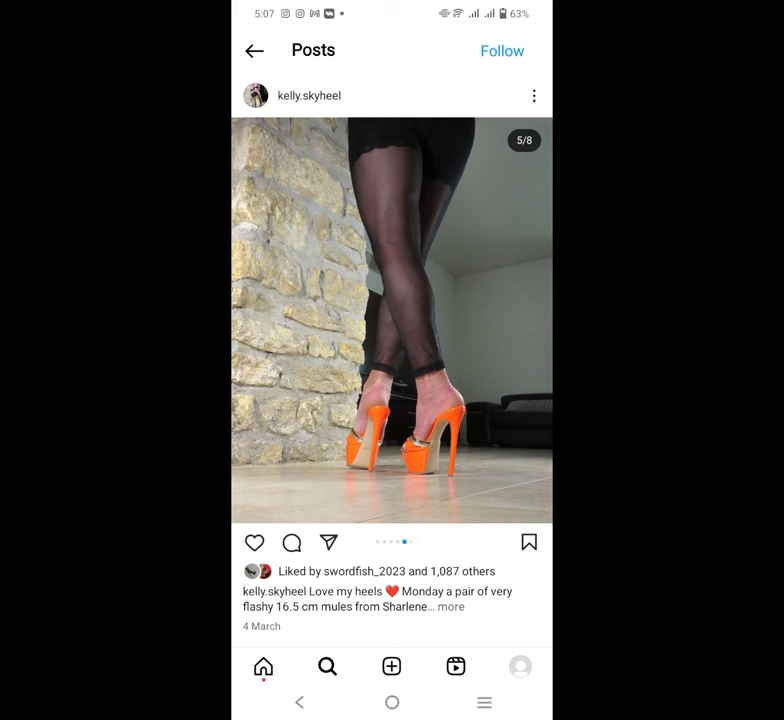 5:07
63%
Posts
Follow
kelly.skyheel
5/8
Liked by swordfish_2023 and 1,087 others
kelly.skyheel Love my heels ❤️ Monday a pair of very
flashy 16.5 cm mules from Sharlene... more
4 March